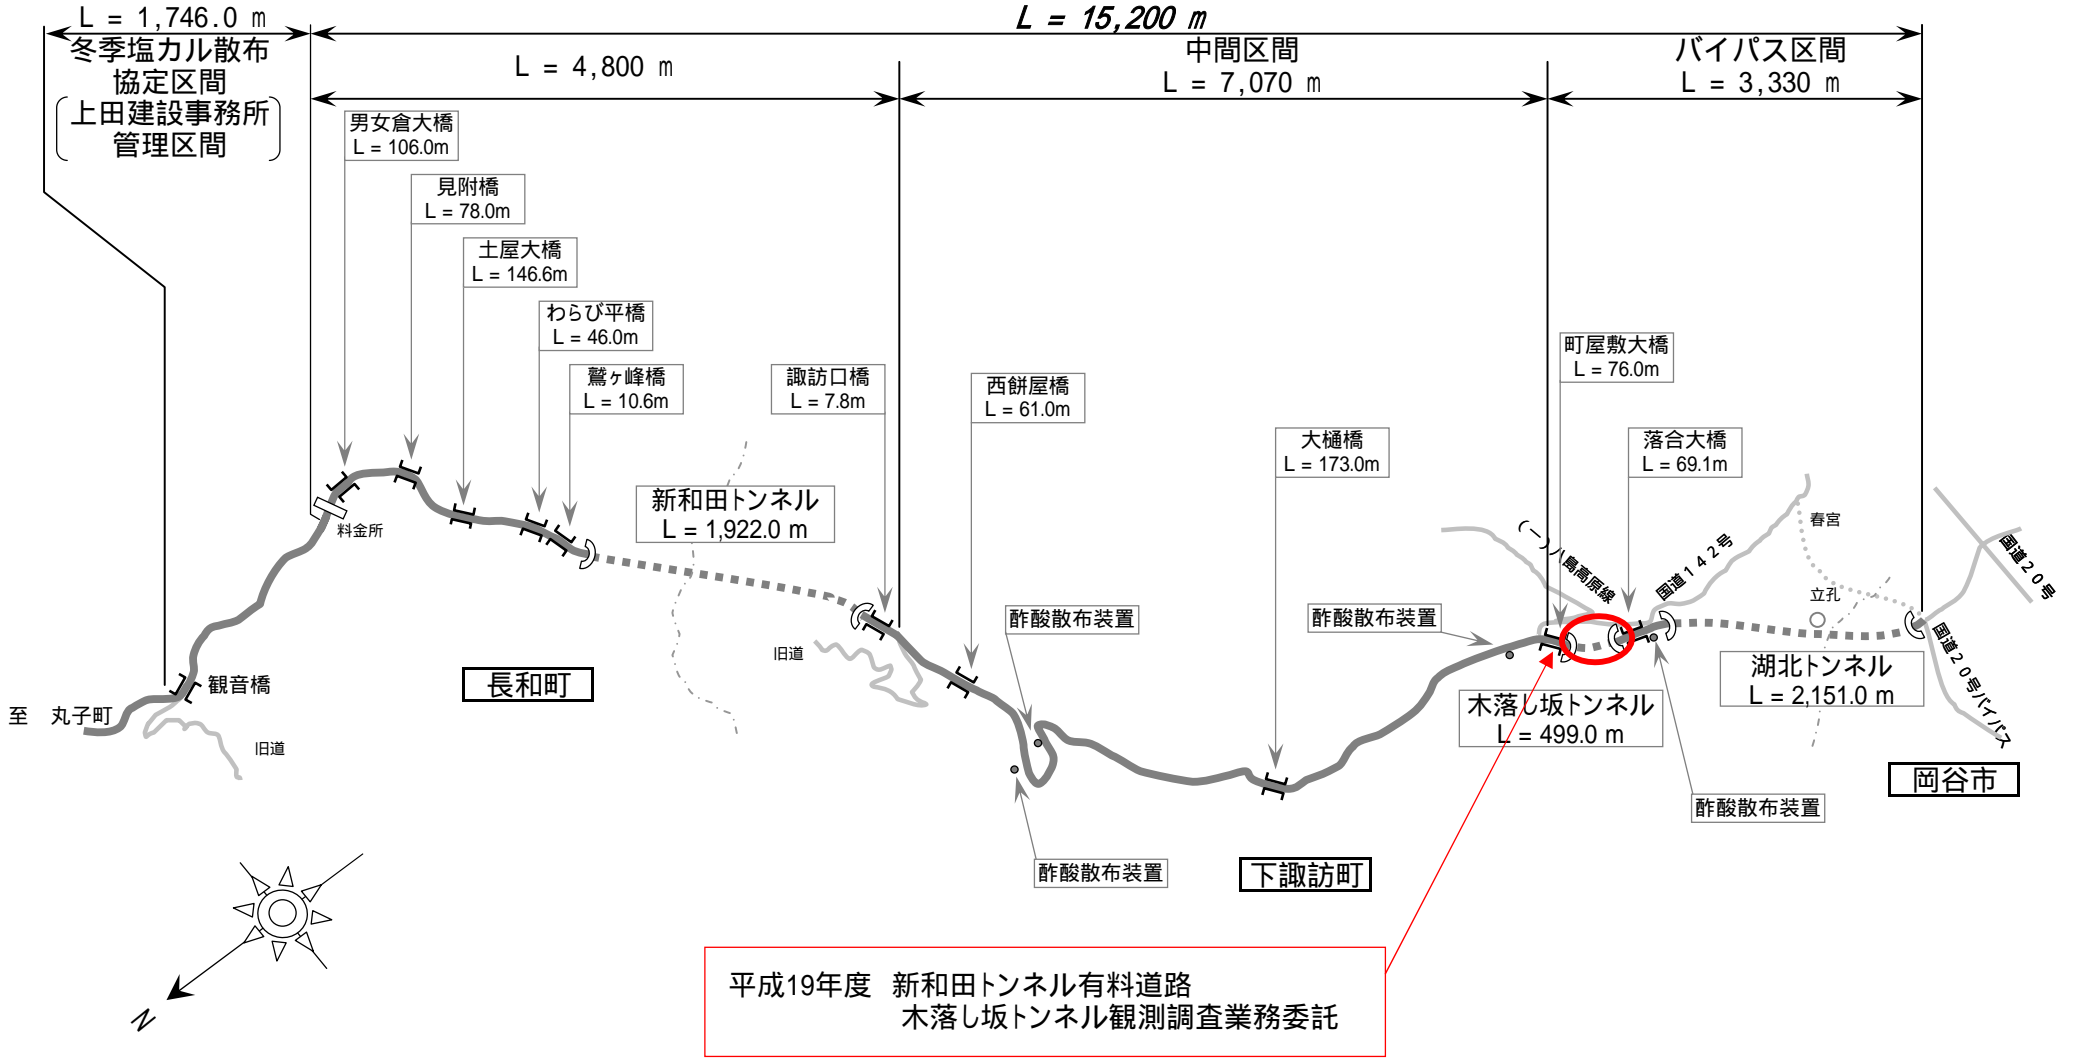 L = 1,746.0 m
冬季塩カル散布
協定区間
上田建設事務所
管理区間
L = 15,200 m
L = 4,800 m
中間区間
L = 7,070 m
バイパス区間
L = 3,330 m
男女倉大橋
L = 106.0m
見附橋
L = 78.0m
土屋大橋
L = 146.6m
わらび平橋
L = 46.0m
鷲ヶ峰橋
L = 10.6m
諏訪口橋
L = 7.8m
西餅屋橋
L = 61.0m
大樋橋
L = 173.0m
町屋敷大橋
L = 76.0m
落合大橋
L = 69.1m
新和田トンネル
L = 1,922.0 m
料金所
(一)八島高原線
国道142号
春宮
立孔
国道20号
国道20号バイパス
酢酸散布装置
酢酸散布装置
旧道
長和町
観音橋
至 丸子町
旧道
木落し坂トンネル
L = 499.0 m
湖北トンネル
L = 2,151.0 m
岡谷市
酢酸散布装置
酢酸散布装置
下諏訪町
N
平成19年度 新和田トンネル有料道路
木落し坂トンネル観測調査業務委託